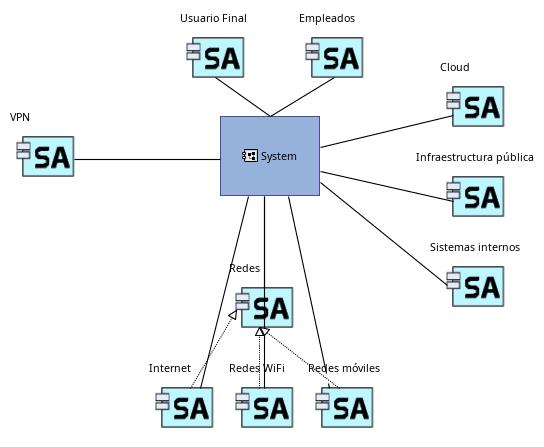 Usuario Final
Empleados
SA
SA
Cloud
SA
VPN
SA
System
Infraestructura pública
SA
Sistemas internos
SA
Redes
SA
Internet
Redes WiFi
Redes móviles
SA
SA
SA